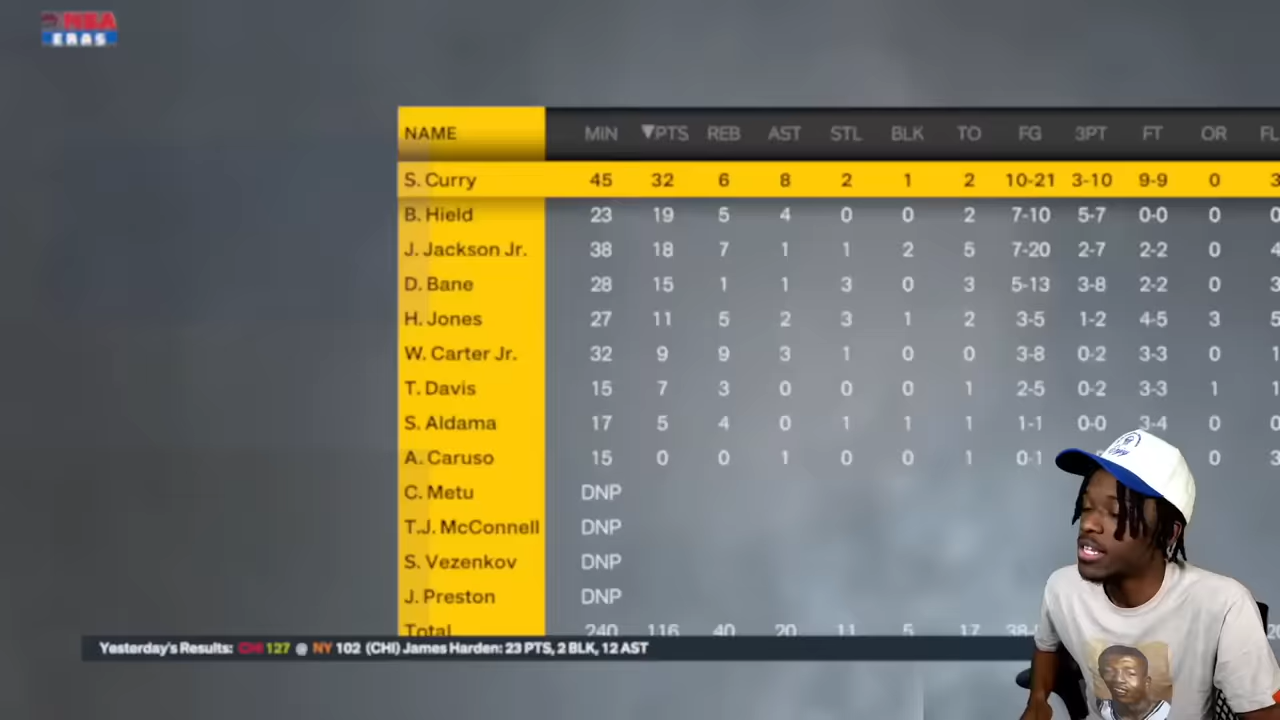 NBA
ERAS
NAME MIN ▼PTS REB AST STL BLK TO FG 3PT FT OR
S. Curry 45 32 6 8 2 1 2 10-21 3-10 9-9 0 3
B. Hield 23 19 5 4 0 0 2 7-10 5-7 0-0 0 0
J. Jackson Jr. 38 18 7 1 1 2 5 7-20 2-7 2-2 0 4
D. Bane 28 15 1 1 3 0 3 5-13 3-8 2-2 0 3
H. Jones 27 11 5 2 3 1 2 3-5 1-2 4-5 3 5
W. Carter Jr. 32 9 9 3 1 0 0 3-8 0-2 3-3 0 1
T. Davis 15 7 3 0 0 0 1 2-5 0-2 3-3 1 1
S. Aldama 17 5 4 0 1 1 1 1-1 0-0 3-4 0 0
A. Caruso 15 0 0 1 0 0 1 0-1 0 3
C. Metu DNP
T.J. McConnell DNP
S. Vezenkov DNP
J. Preston DNP
Total 240 116 40 20 11 5 17
Yesterday's Results: CHI 127 @ NY 102 (CHI) James Harden: 23 PTS, 2 BLK, 12 AST